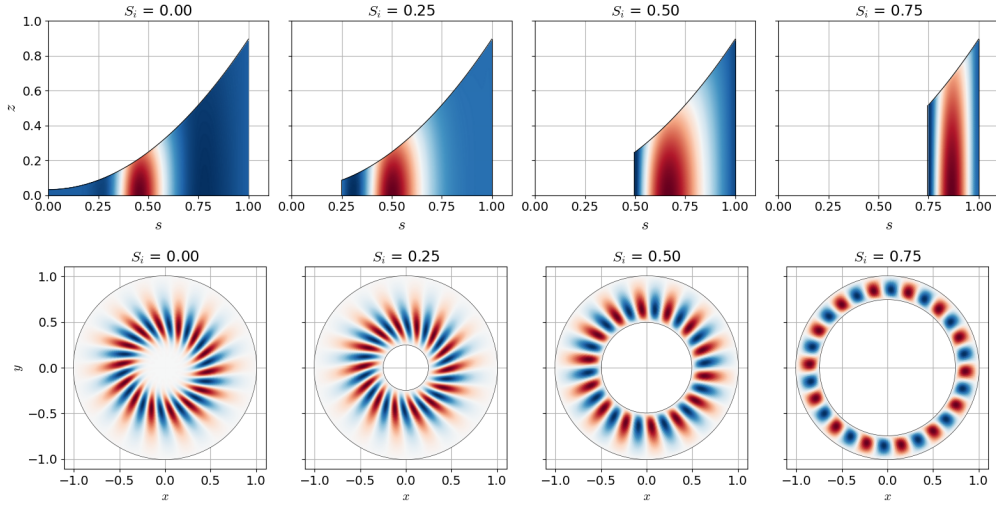 S_i = 0.00 S_i = 0.25 S_i = 0.50 S_i = 0.75
1.0
0.8
0.6
0.4
0.2
0.0
z
0.00 0.25 0.50 0.75 1.00 0.00 0.25 0.50 0.75 1.00 0.00 0.25 0.50 0.75 1.00 0.00 0.25 0.50 0.75 1.00
s s s s
S_i = 0.00 S_i = 0.25 S_i = 0.50 S_i = 0.75
1.0
0.5
0.0
−0.5
−1.0
y
−1.0 −0.5 0.0 0.5 1.0 −1.0 −0.5 0.0 0.5 1.0 −1.0 −0.5 0.0 0.5 1.0 −1.0 −0.5 0.0 0.5 1.0
x x x x